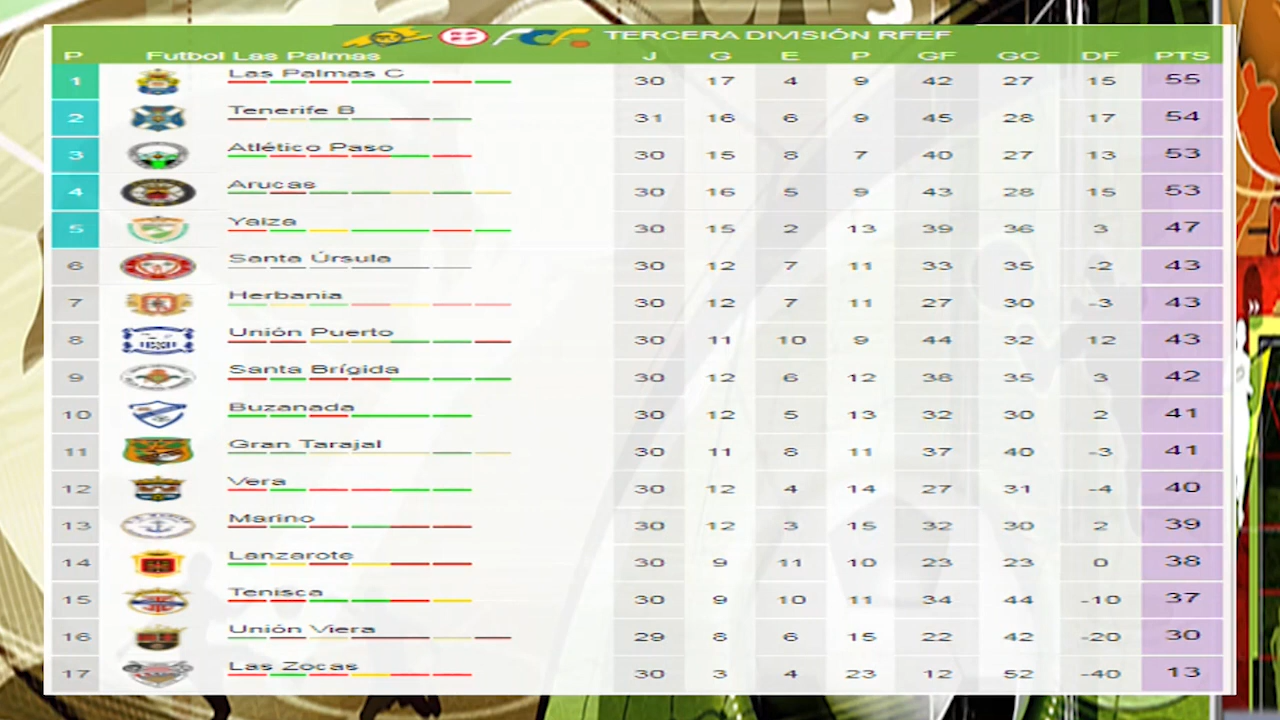 TERCERA DIVISIÓN RFEF
P Futbol Las Palmas J G E P GF GC DF PTS
1 Las Palmas C 30 17 4 9 42 27 15 55
2 Tenerife B 31 16 6 9 45 28 17 54
3 Atlético Paso 30 15 8 7 40 27 13 53
4 Arucas 30 16 5 9 43 28 15 53
5 Yaiza 30 15 2 13 39 36 3 47
6 Santa Úrsula 30 12 7 11 33 35 -2 43
7 Herbania 30 12 7 11 27 30 -3 43
8 Unión Puerto 30 11 10 9 44 32 12 43
9 Santa Brígida 30 12 6 12 38 35 3 42
10 Buzanada 30 12 5 13 32 30 2 41
11 Gran Tarajal 30 11 8 11 37 40 -3 41
12 Vera 30 12 4 14 27 31 -4 40
13 Marino 30 12 3 15 32 30 2 39
14 Lanzarote 30 9 11 10 23 23 0 38
15 Tenisca 30 9 10 11 34 44 -10 37
16 Unión Viera 29 8 6 15 22 42 -20 30
17 Las Zocas 30 3 4 23 12 52 -40 13